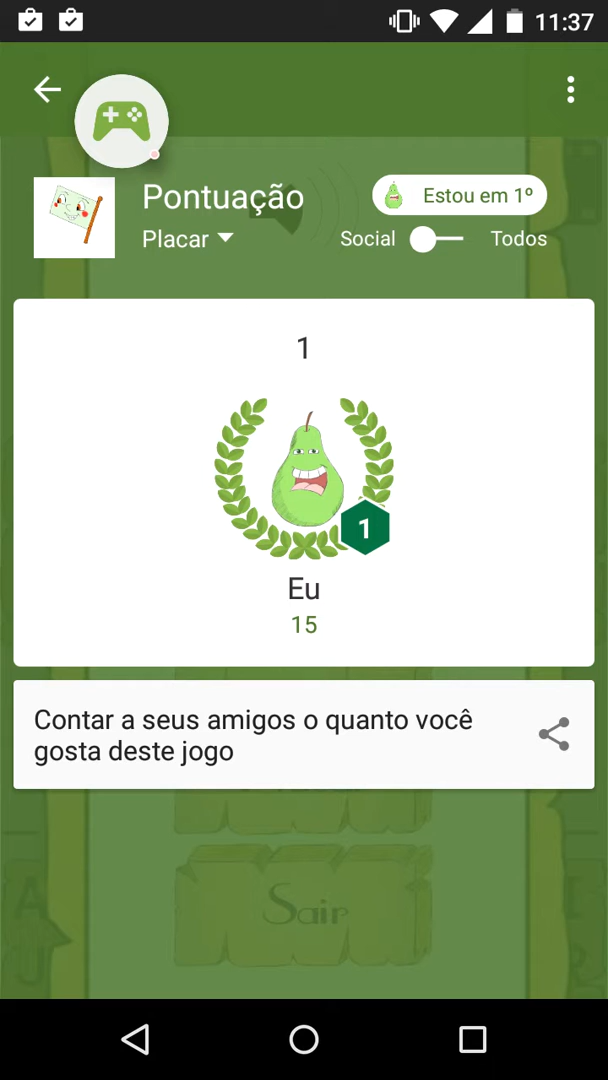 11:37
Pontuação
Estou em 1º
Placar
Social
Todos
1
1
Eu
15
Contar a seus amigos o quanto você
gosta deste jogo
Sair